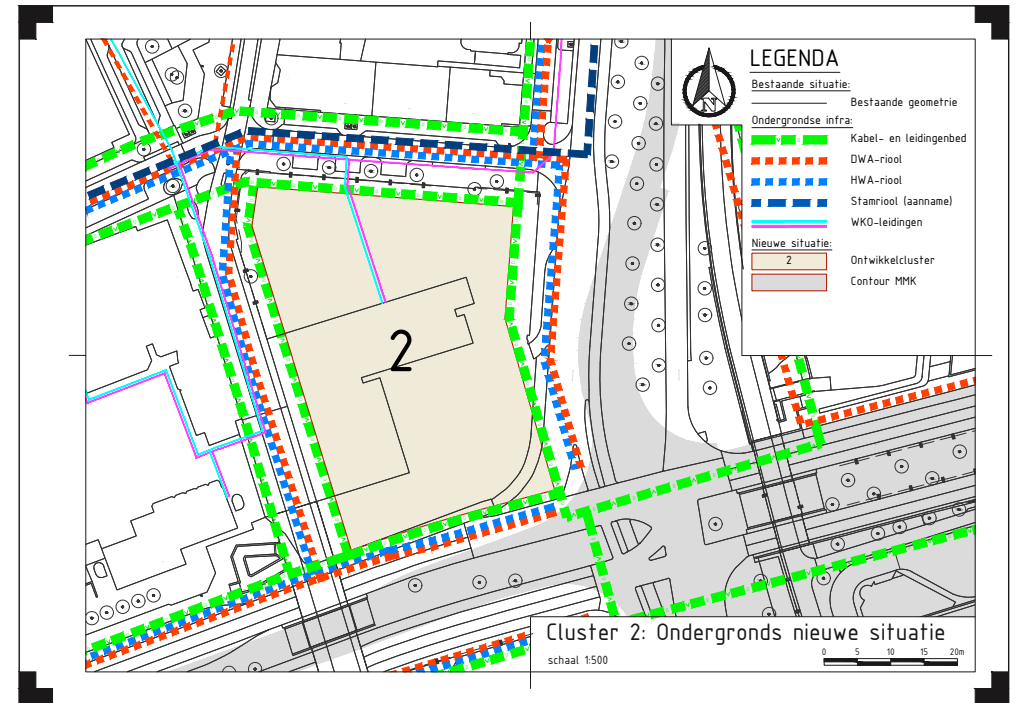 LEGENDA
Bestaande situatie:
Bestaande geometrie
Ondergrondse infra:
Kabel- en leidingenbed
DWA-riool
HWA-riool
Stamriool (aanname)
WKO-leidingen
Nieuwe situatie:
2 Ontwikkelcluster
Contour MMK
N
2
Cluster 2: Ondergronds nieuwe situatie
schaal 1:500
0 5 10 15 20m